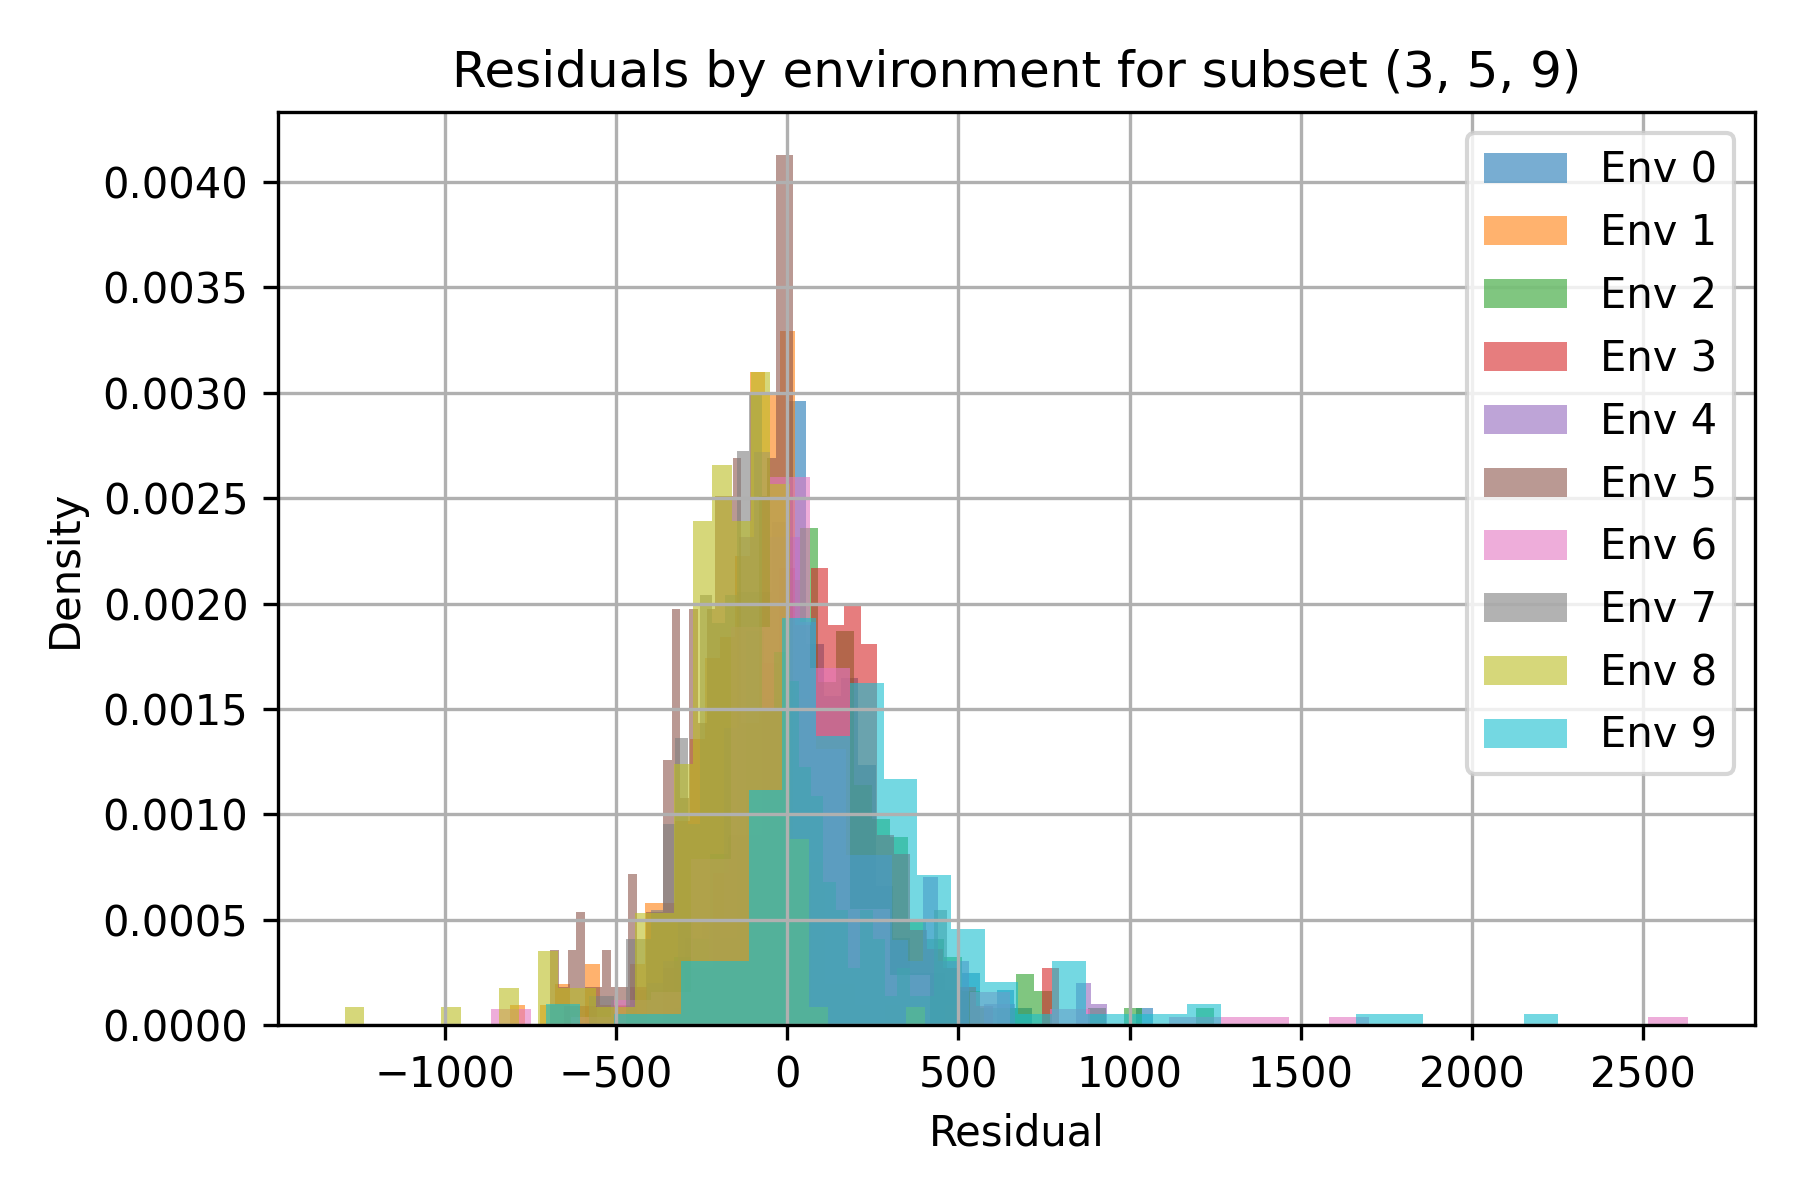 Residuals by environment for subset (3, 5, 9)
Density
0.0040
0.0035
0.0030
0.0025
0.0020
0.0015
0.0010
0.0005
0.0000
−1000 −500 0 500 1000 1500 2000 2500
Residual
Env 0
Env 1
Env 2
Env 3
Env 4
Env 5
Env 6
Env 7
Env 8
Env 9